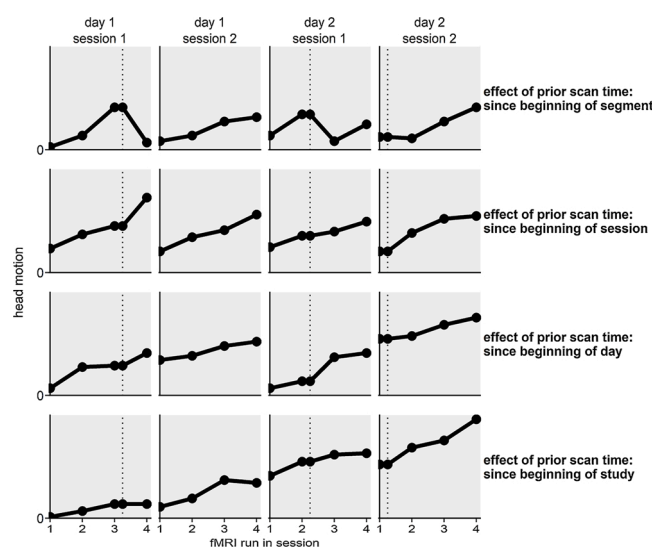 day 1
session 1
day 1
session 2
day 2
session 1
day 2
session 2
effect of prior scan time:
since beginning of segment
0
effect of prior scan time:
since beginning of session
0
head motion
effect of prior scan time:
since beginning of day
0
effect of prior scan time:
since beginning of study
0
1 2 3 4 1 2 3 4 1 2 3 4 1 2 3 4
fMRI run in session